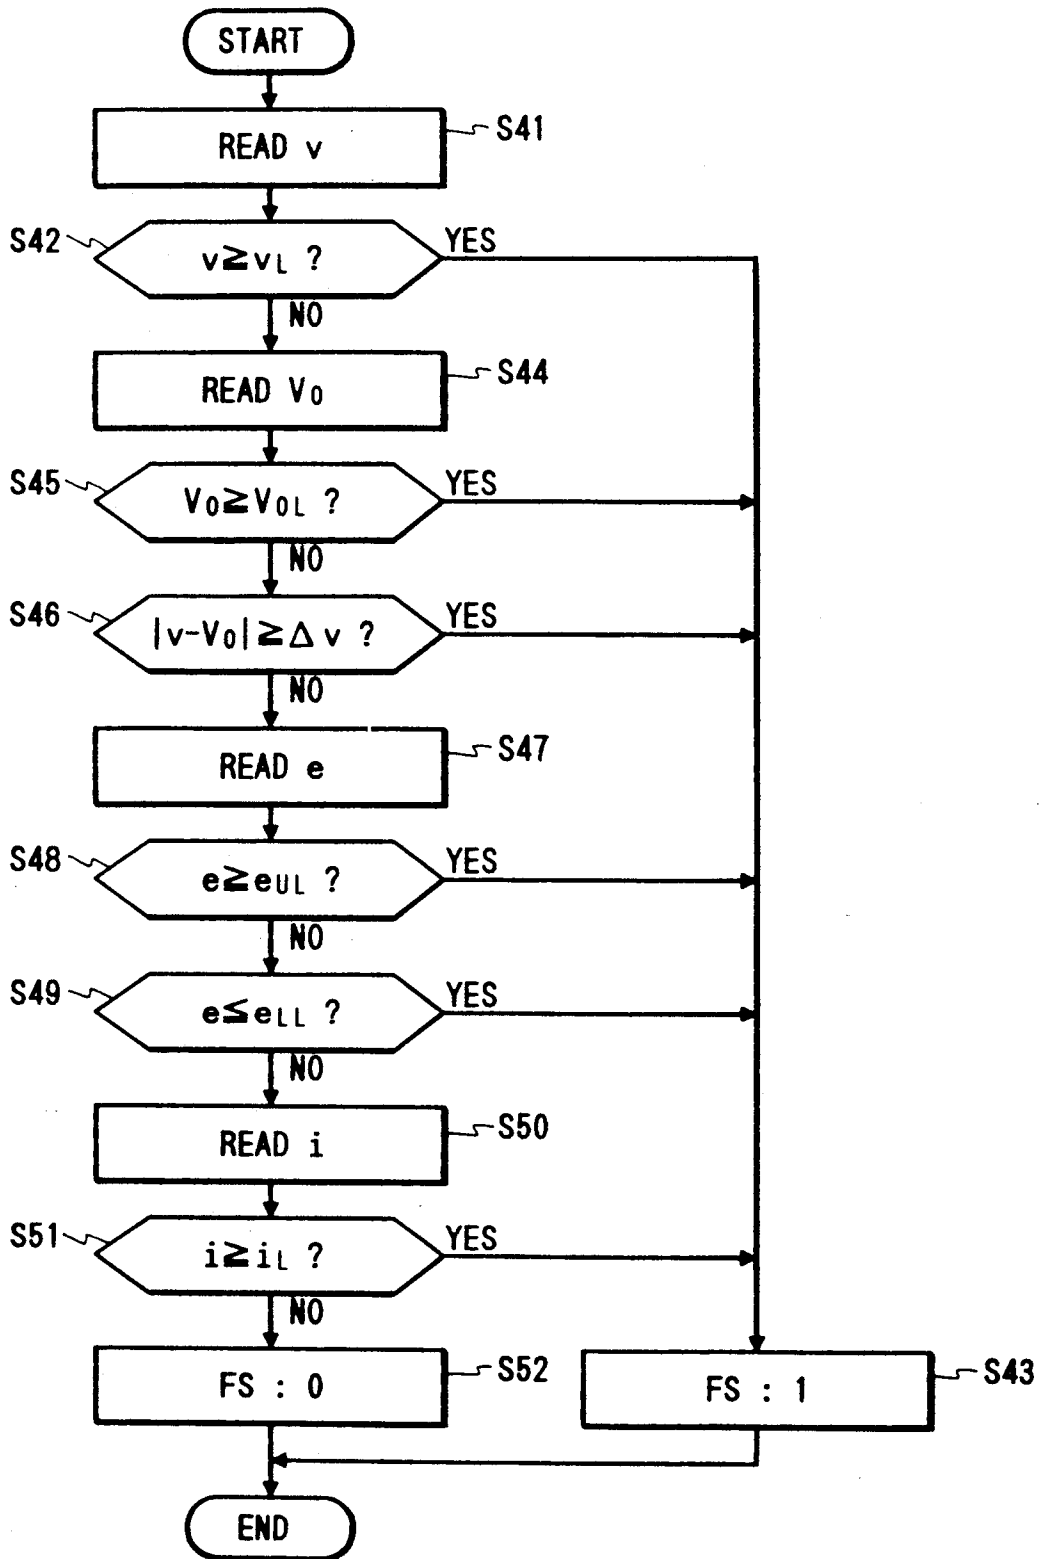 START
READ v
S41
S42
v≧vL ?
YES
NO
READ V0
S44
S45
V0≧V0L ?
YES
NO
S46
|v-V0|≧Δv ?
YES
NO
READ e
S47
S48
e≧eUL ?
YES
NO
S49
e≦eLL ?
YES
NO
READ i
S50
S51
i≧iL ?
YES
NO
FS : 0
S52
FS : 1
S43
END